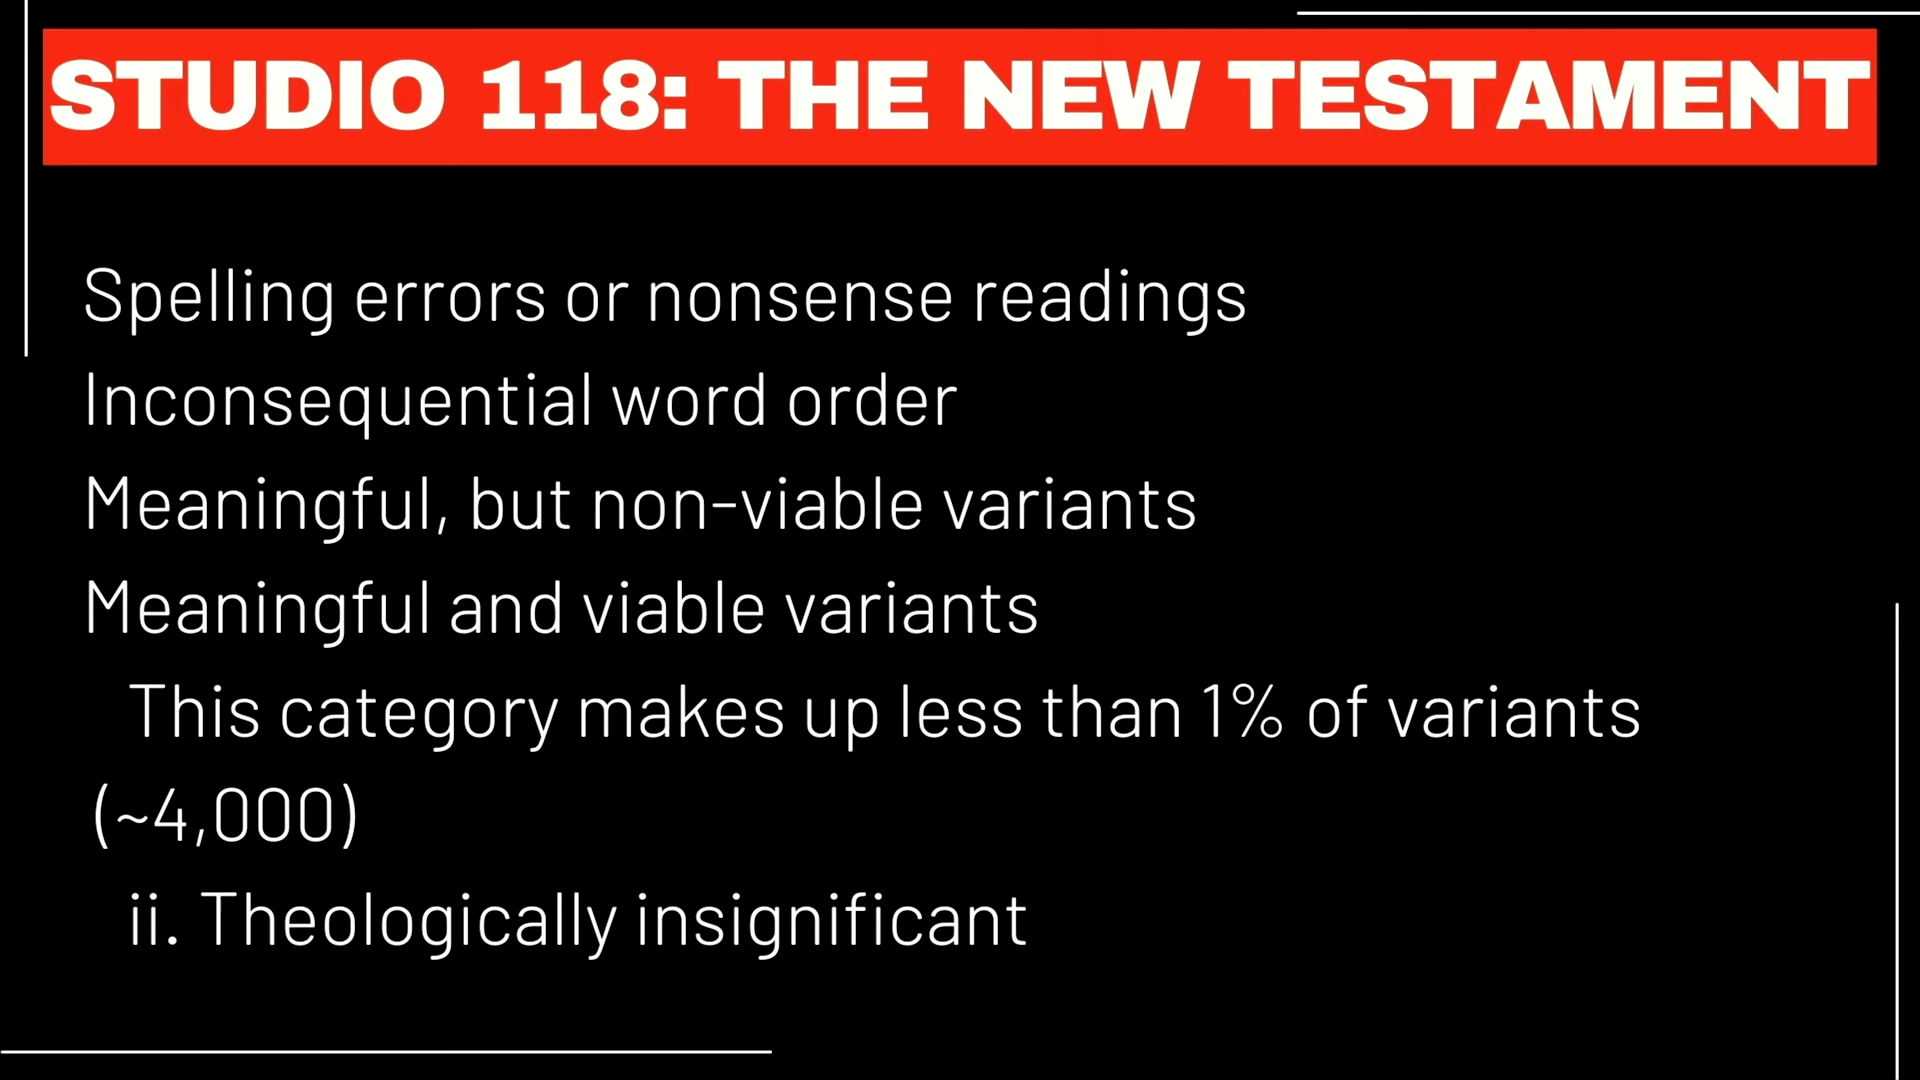 STUDIO 118: THE NEW TESTAMENT
Spelling errors or nonsense readings
Inconsequential word order
Meaningful, but non-viable variants
Meaningful and viable variants
This category makes up less than 1% of variants
(~4,000)
ii. Theologically insignificant